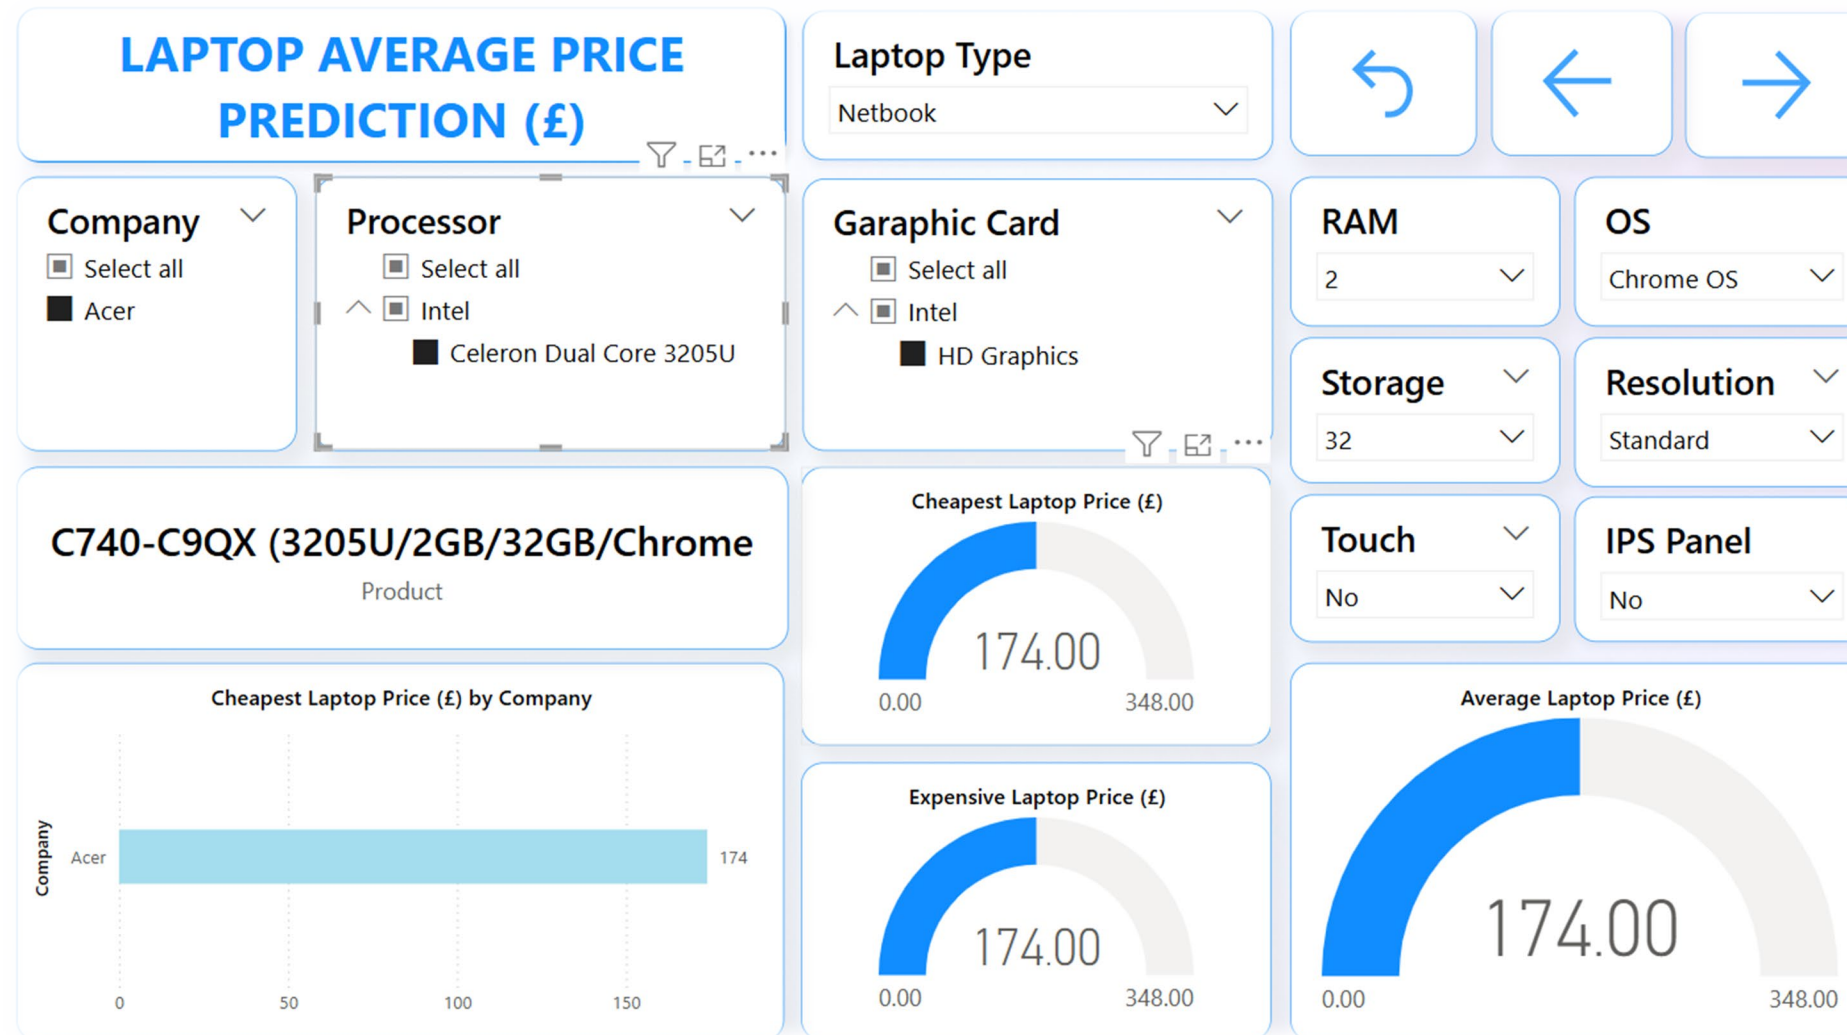 LAPTOP AVERAGE PRICE
PREDICTION (£)
Laptop Type
Netbook
Company
Select all
Acer
Processor
Select all
Intel
Celeron Dual Core 3205U
Garaphic Card
Select all
Intel
HD Graphics
RAM
2
OS
Chrome OS
Storage
32
Resolution
Standard
Touch
No
IPS Panel
No
C740-C9QX (3205U/2GB/32GB/Chrome
Product
Cheapest Laptop Price (£)
174.00
0.00
348.00
Cheapest Laptop Price (£) by Company
Company
Acer
174
0
50
100
150
Expensive Laptop Price (£)
174.00
0.00
348.00
Average Laptop Price (£)
174.00
0.00
348.00